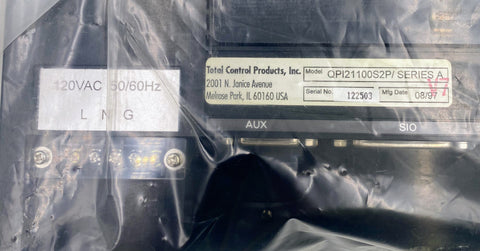 120VAC 50/60Hz
L N G
Total Control Products, Inc.
2001 N. Janice Avenue
Melrose Park, IL 60160 USA
Model QPI21100S2P/ SERIES A
Serial No. 122503 Mfg Date 08/97
AUX
SIO